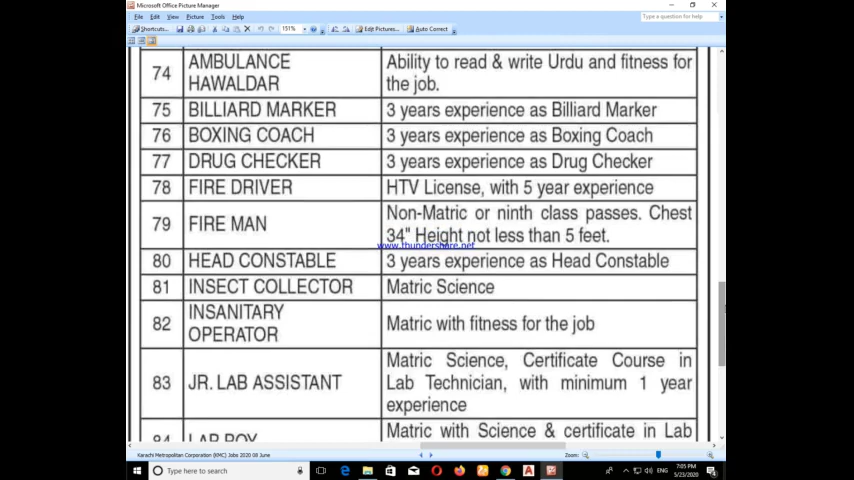 Microsoft Office Picture Manager
File Edit View Picture Tools Help
Type a question for help
Shortcuts... 151% Edit Pictures... Auto Correct
74 AMBULANCE HAWALDAR Ability to read & write Urdu and fitness for the job.
75 BILLIARD MARKER 3 years experience as Billiard Marker
76 BOXING COACH 3 years experience as Boxing Coach
77 DRUG CHECKER 3 years experience as Drug Checker
78 FIRE DRIVER HTV License, with 5 year experience
79 FIRE MAN Non-Matric or ninth class passes. Chest 34" Height not less than 5 feet.
www.thundershare.net
80 HEAD CONSTABLE 3 years experience as Head Constable
81 INSECT COLLECTOR Matric Science
82 INSANITARY OPERATOR Matric with fitness for the job
83 JR. LAB ASSISTANT Matric Science, Certificate Course in Lab Technician, with minimum 1 year experience
84 LAB BOY Matric with Science & certificate in Lab
Karachi Metropolitan Corporation (KMC) Jobs 2020 08 June
Zoom:
Type here to search
ENG
7:05 PM
5/23/2020